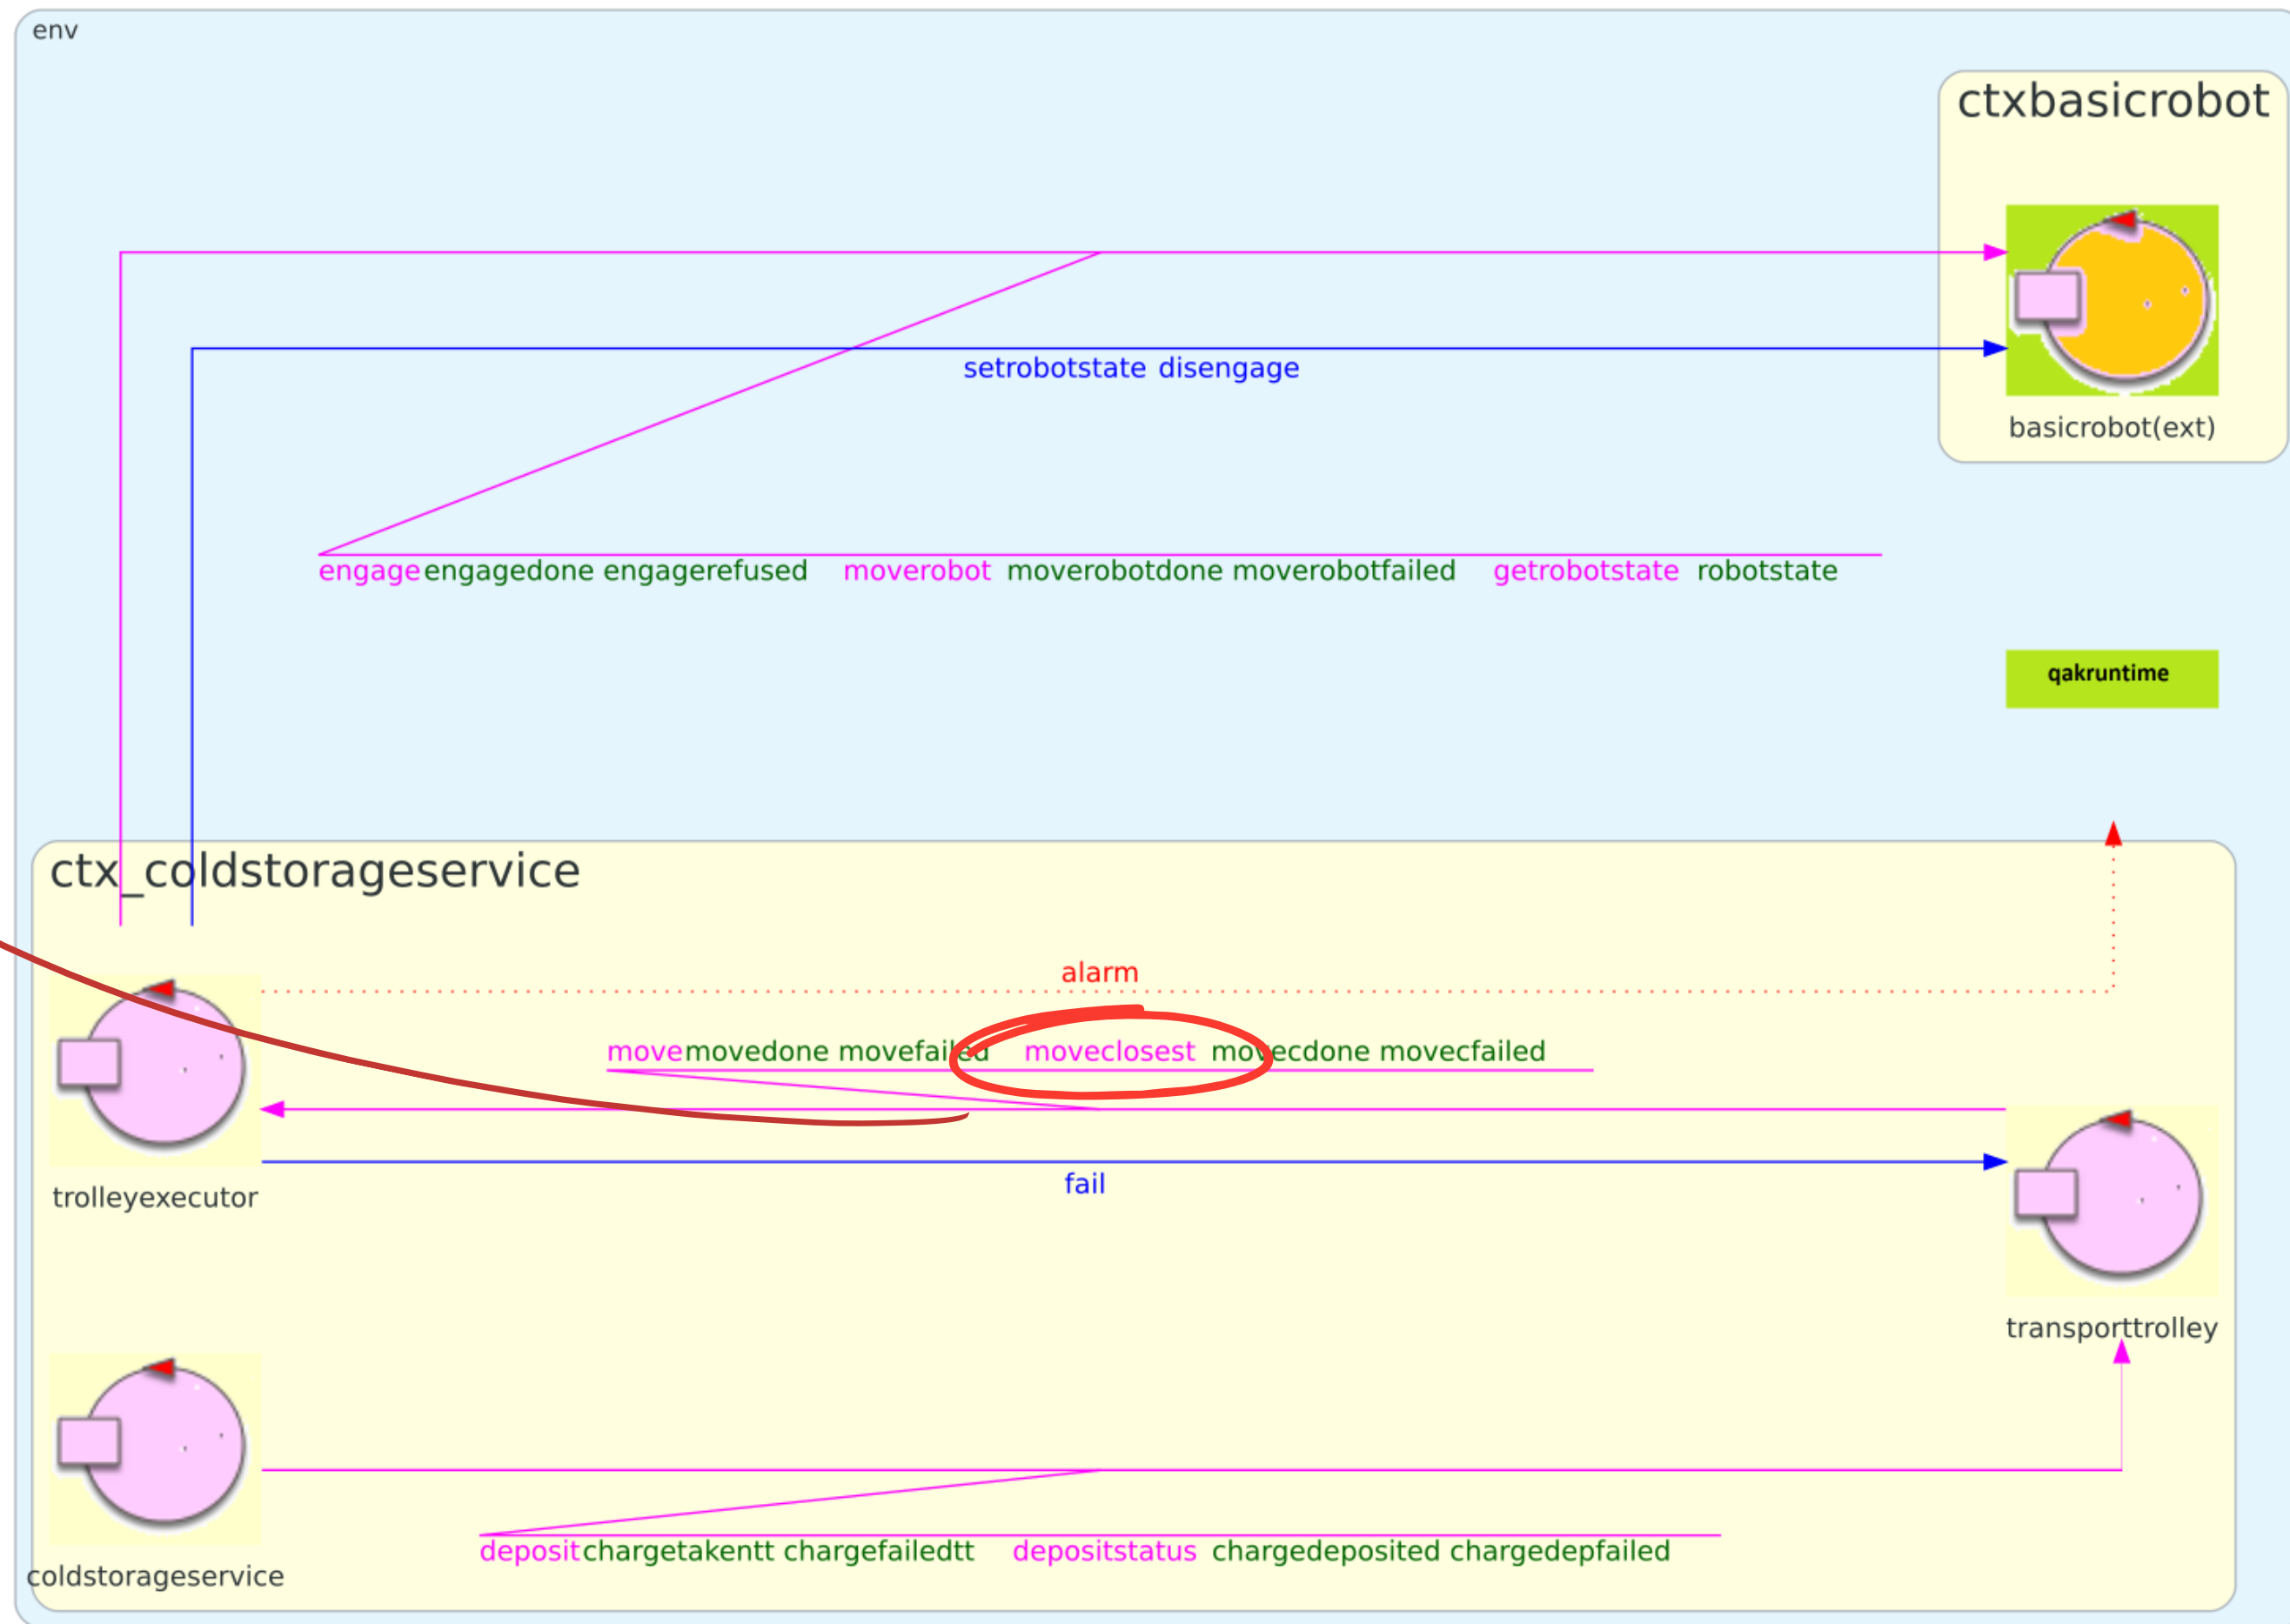 env
ctxbasicrobot
setrobotstate disengage
basicrobot(ext)
engage engagedone engagerefused moverobot moverobotdone moverobotfailed getrobotstate robotstate
qakruntime
ctx_coldstorageservice
alarm
move movedone movefailed moveclosest movecdone movecfailed
fail
trolleyexecutor
transporttrolley
deposit chargetakentt chargefailedtt depositstatus chargedeposited chargedepfailed
coldstorageservice